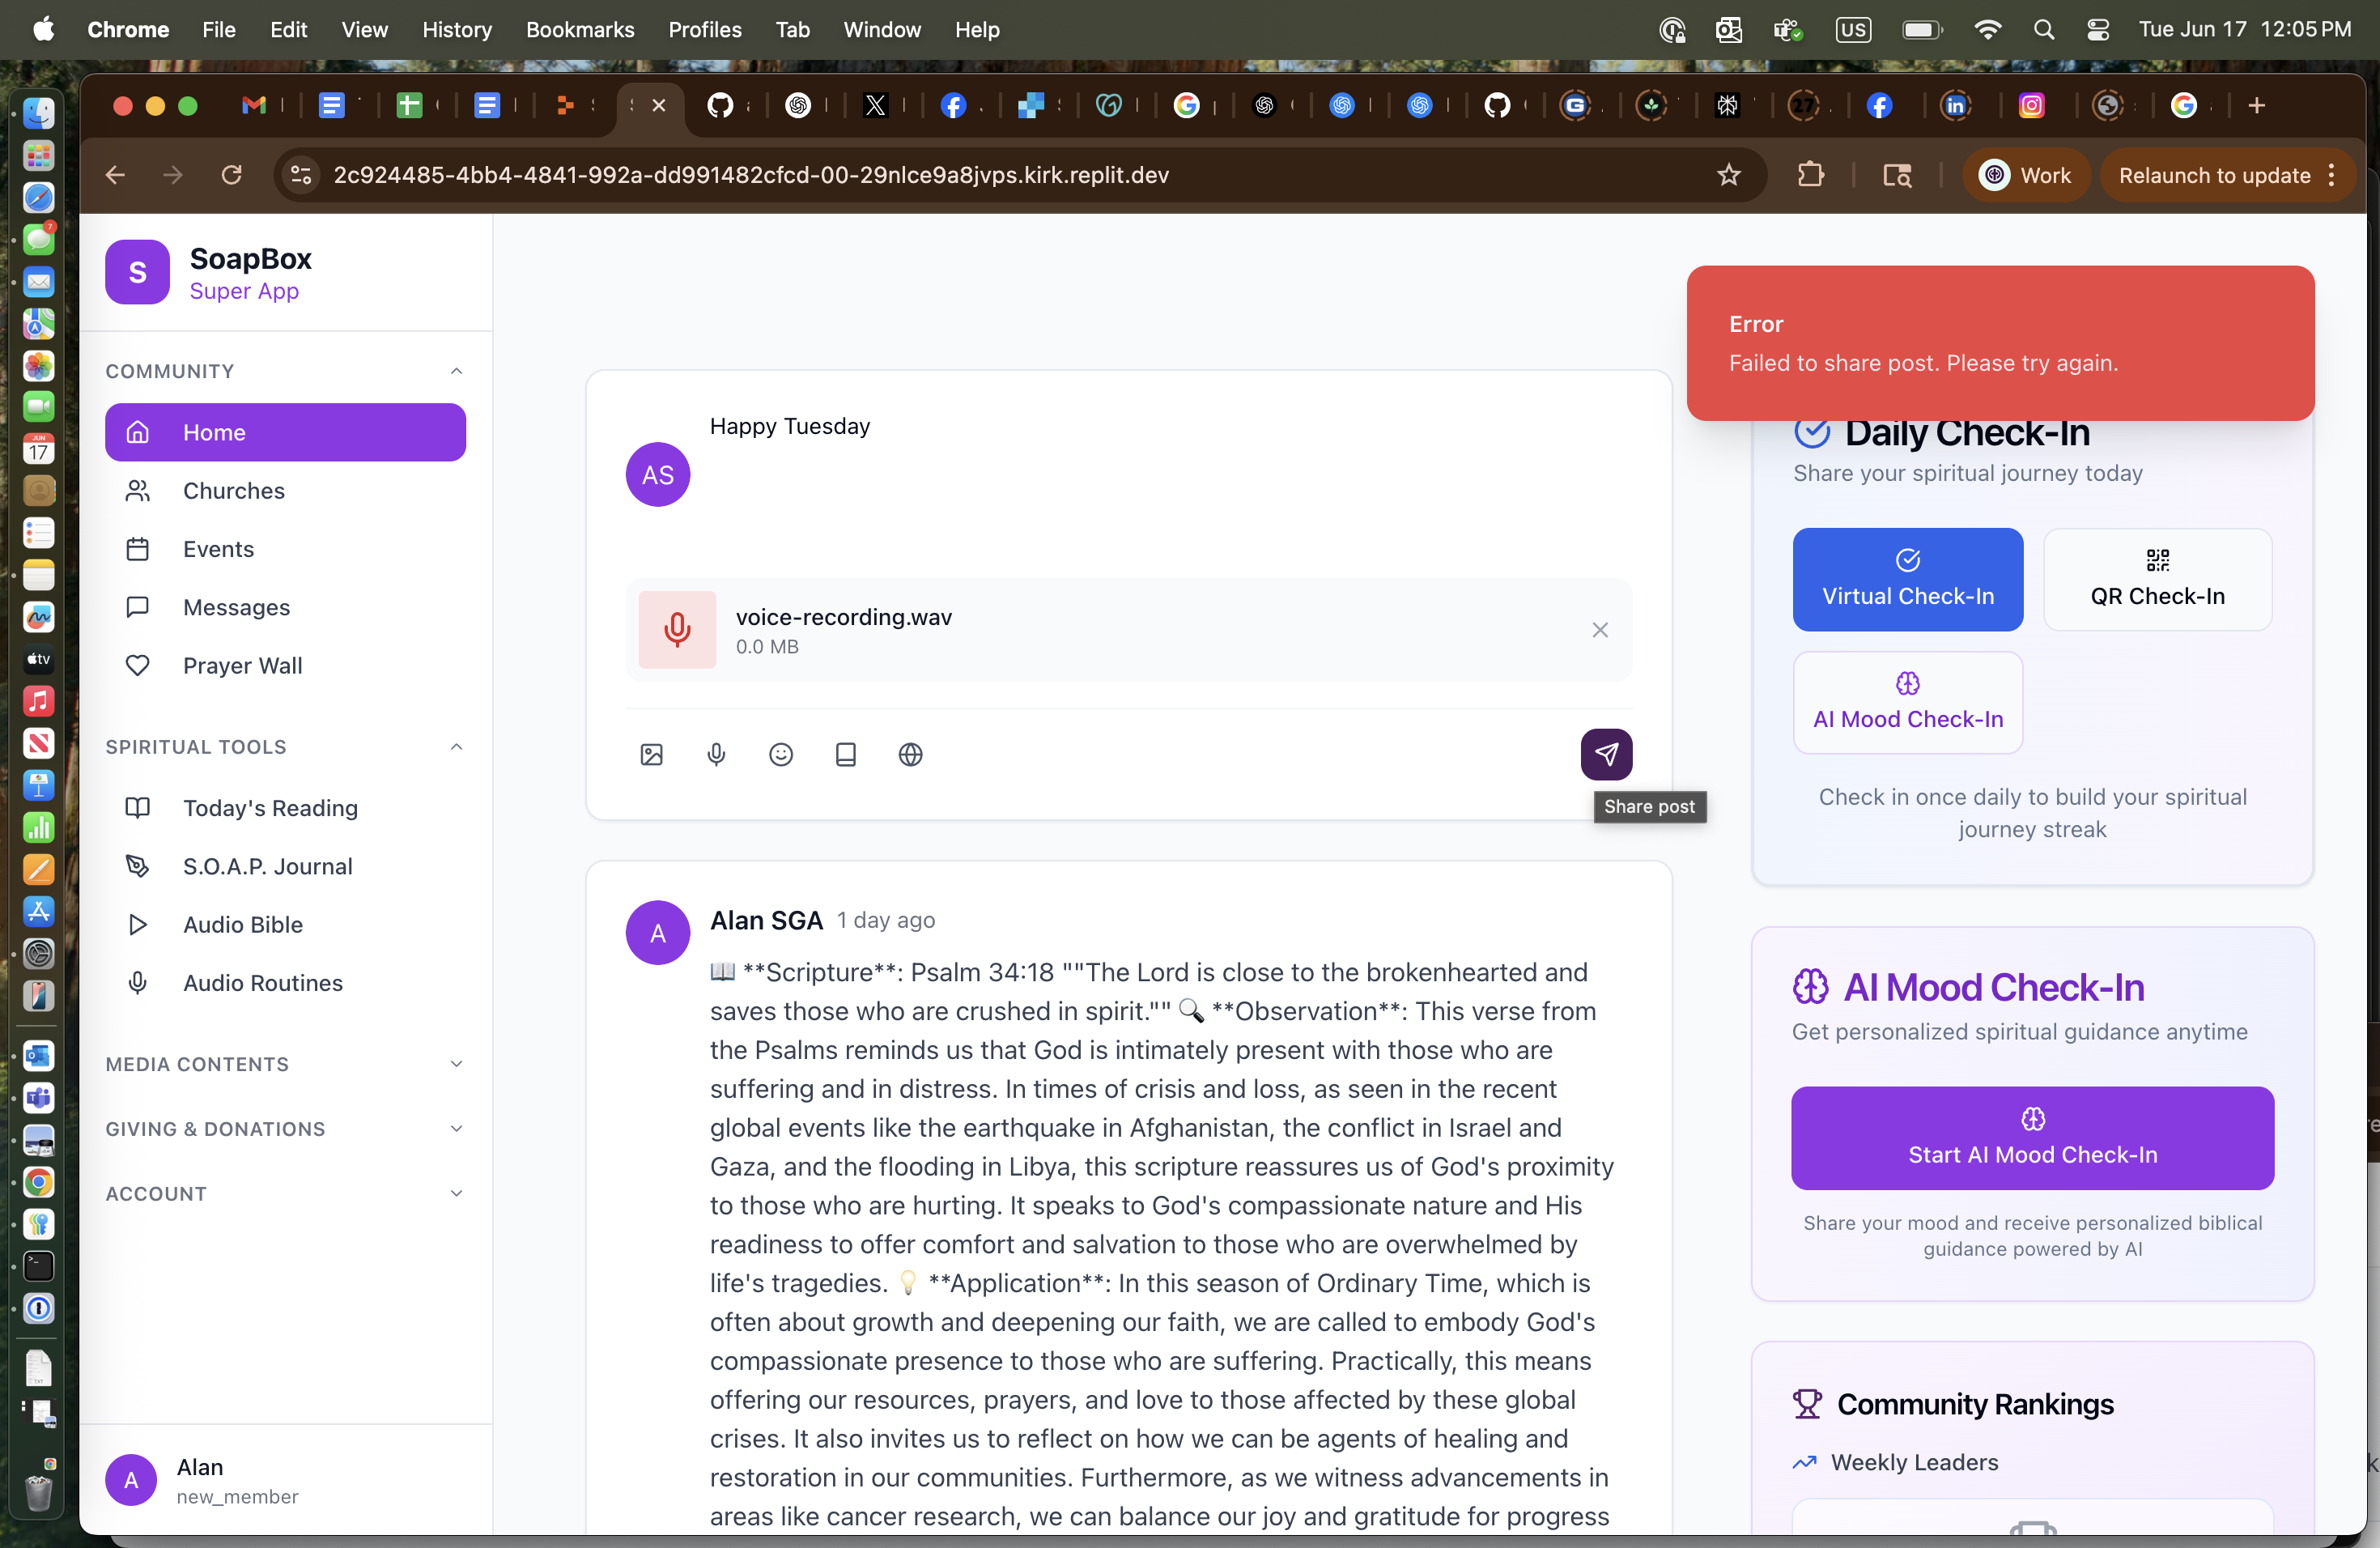 Chrome File Edit View History Bookmarks Profiles Tab Window Help US Tue Jun 17 12:05 PM
2c924485-4bb4-4841-992a-dd991482cfcd-00-29nlce9a8jvps.kirk.replit.dev
Work
Relaunch to update
S
SoapBox
Super App
COMMUNITY
Home
Churches
Events
Messages
Prayer Wall
SPIRITUAL TOOLS
Today's Reading
S.O.A.P. Journal
Audio Bible
Audio Routines
MEDIA CONTENTS
GIVING & DONATIONS
ACCOUNT
A
Alan
new_member
Happy Tuesday
AS
voice-recording.wav
0.0 MB
Share post
A
Alan SGA 1 day ago
📖 **Scripture**: Psalm 34:18 ""The Lord is close to the brokenhearted and
saves those who are crushed in spirit."" 🔍 **Observation**: This verse from
the Psalms reminds us that God is intimately present with those who are
suffering and in distress. In times of crisis and loss, as seen in the recent
global events like the earthquake in Afghanistan, the conflict in Israel and
Gaza, and the flooding in Libya, this scripture reassures us of God's proximity
to those who are hurting. It speaks to God's compassionate nature and His
readiness to offer comfort and salvation to those who are overwhelmed by
life's tragedies. 💡 **Application**: In this season of Ordinary Time, which is
often about growth and deepening our faith, we are called to embody God's
compassionate presence to those who are suffering. Practically, this means
offering our resources, prayers, and love to those affected by these global
crises. It also invites us to reflect on how we can be agents of healing and
restoration in our communities. Furthermore, as we witness advancements in
areas like cancer research, we can balance our joy and gratitude for progress
Error
Failed to share post. Please try again.
Daily Check-In
Share your spiritual journey today
Virtual Check-In
QR Check-In
AI Mood Check-In
Check in once daily to build your spiritual
journey streak
AI Mood Check-In
Get personalized spiritual guidance anytime
Start AI Mood Check-In
Share your mood and receive personalized biblical
guidance powered by AI
Community Rankings
Weekly Leaders
JUN
17
7
tv
27
in
TXT